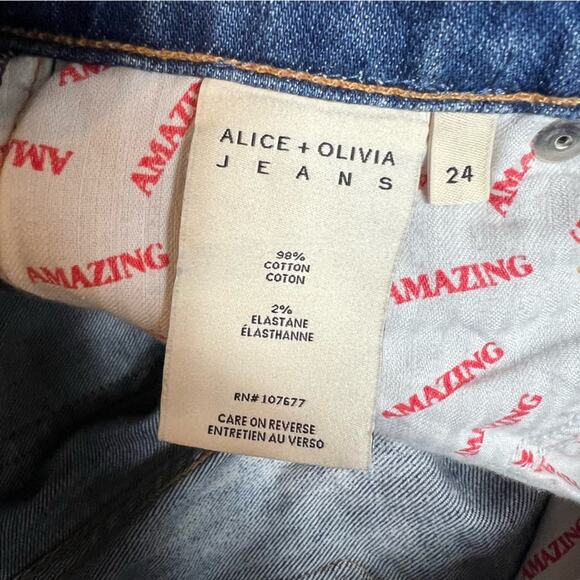 ALICE + OLIVIA
JEANS
98%
COTTON
COTON
2%
ELASTANE
ÉLASTHANNE
RN# 107677
CARE ON REVERSE
ENTRETIEN AU VERSO
24
AMAZING
AMAZING
AMAZING
AMAZING
AMAZING
AMAZING